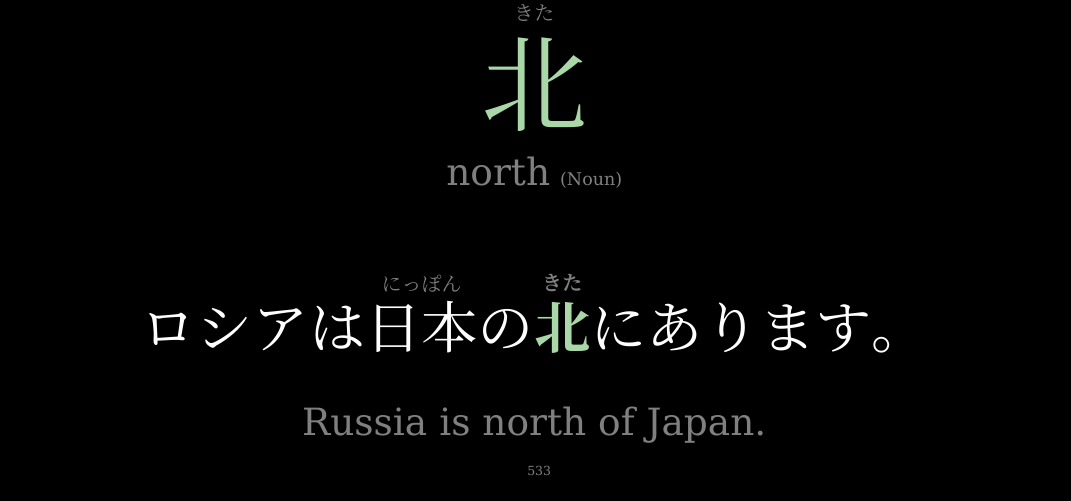 きた
北
north (Noun)
にっぽん きた
ロシアは日本の北にあります。
Russia is north of Japan.
533